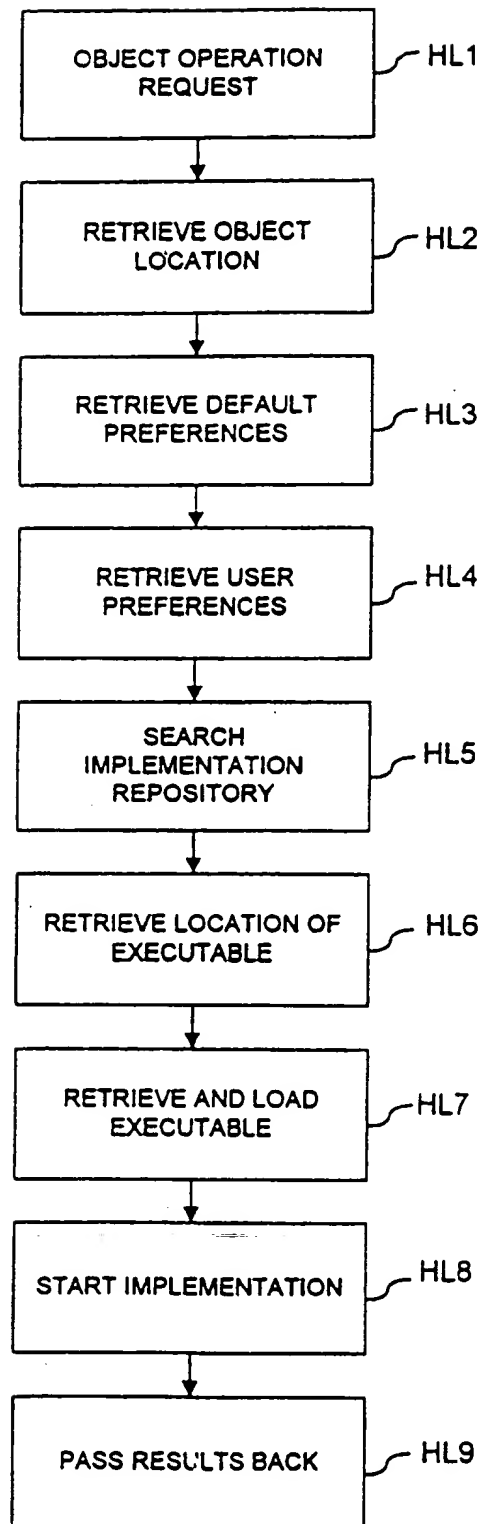 OBJECT OPERATION
REQUEST
HL1
RETRIEVE OBJECT
LOCATION
HL2
RETRIEVE DEFAULT
PREFERENCES
HL3
RETRIEVE USER
PREFERENCES
HL4
SEARCH
IMPLEMENTATION
REPOSITORY
HL5
RETRIEVE LOCATION OF
EXECUTABLE
HL6
RETRIEVE AND LOAD
EXECUTABLE
HL7
START IMPLEMENTATION
HL8
PASS RESULTS BACK
HL9